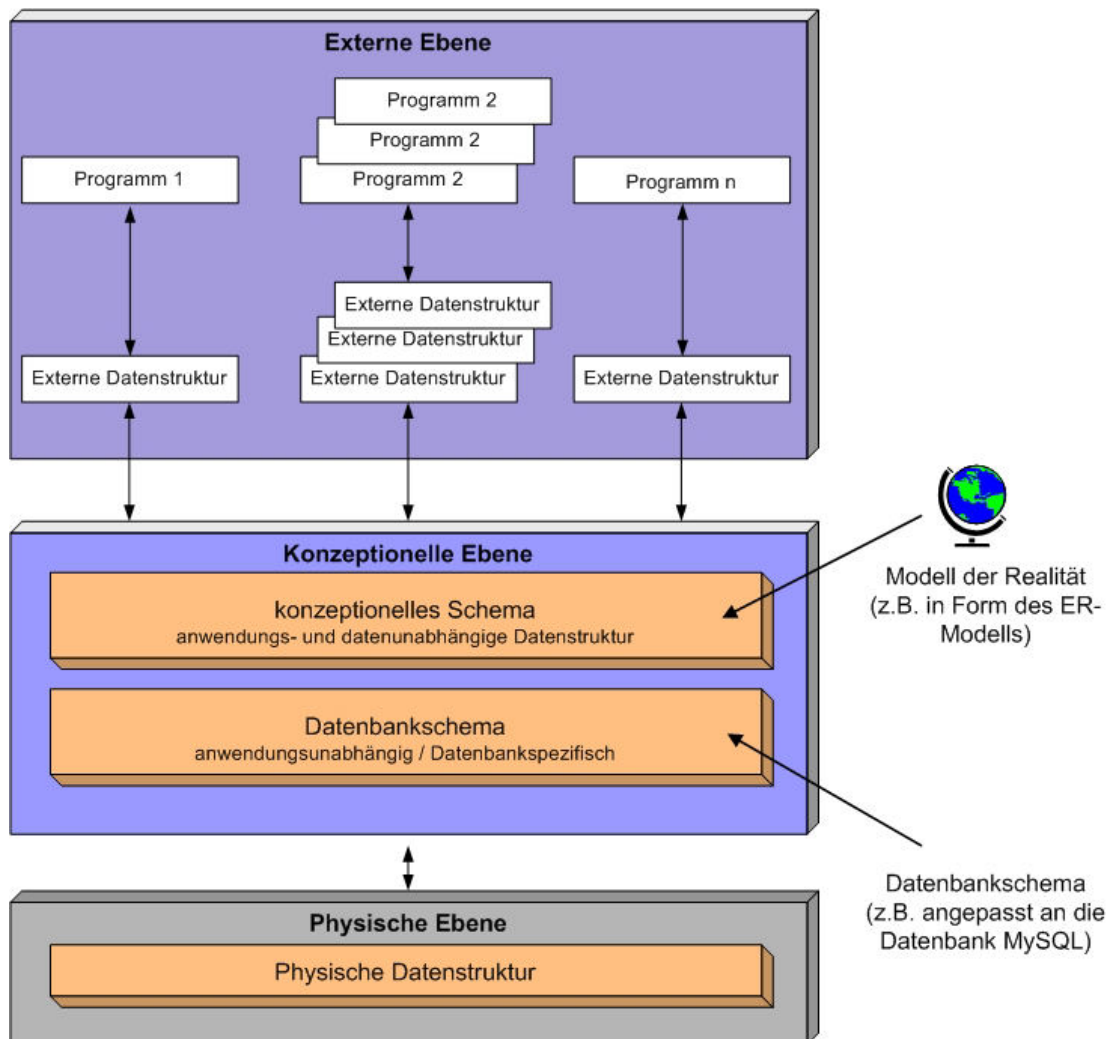 Externe Ebene
Programm 2
Programm 2
Programm 1
Programm 2
Programm n
Externe Datenstruktur
Externe Datenstruktur
Externe Datenstruktur
Externe Datenstruktur
Externe Datenstruktur
Konzeptionelle Ebene
konzeptionelles Schema
anwendungs- und datenunabhängige Datenstruktur
Modell der Realität
(z.B. in Form des ER-
Modells)
Datenbankschema
anwendungsunabhängig / Datenbankspezifisch
Datenbankschema
(z.B. angepasst an die
Datenbank MySQL)
Physische Ebene
Physische Datenstruktur